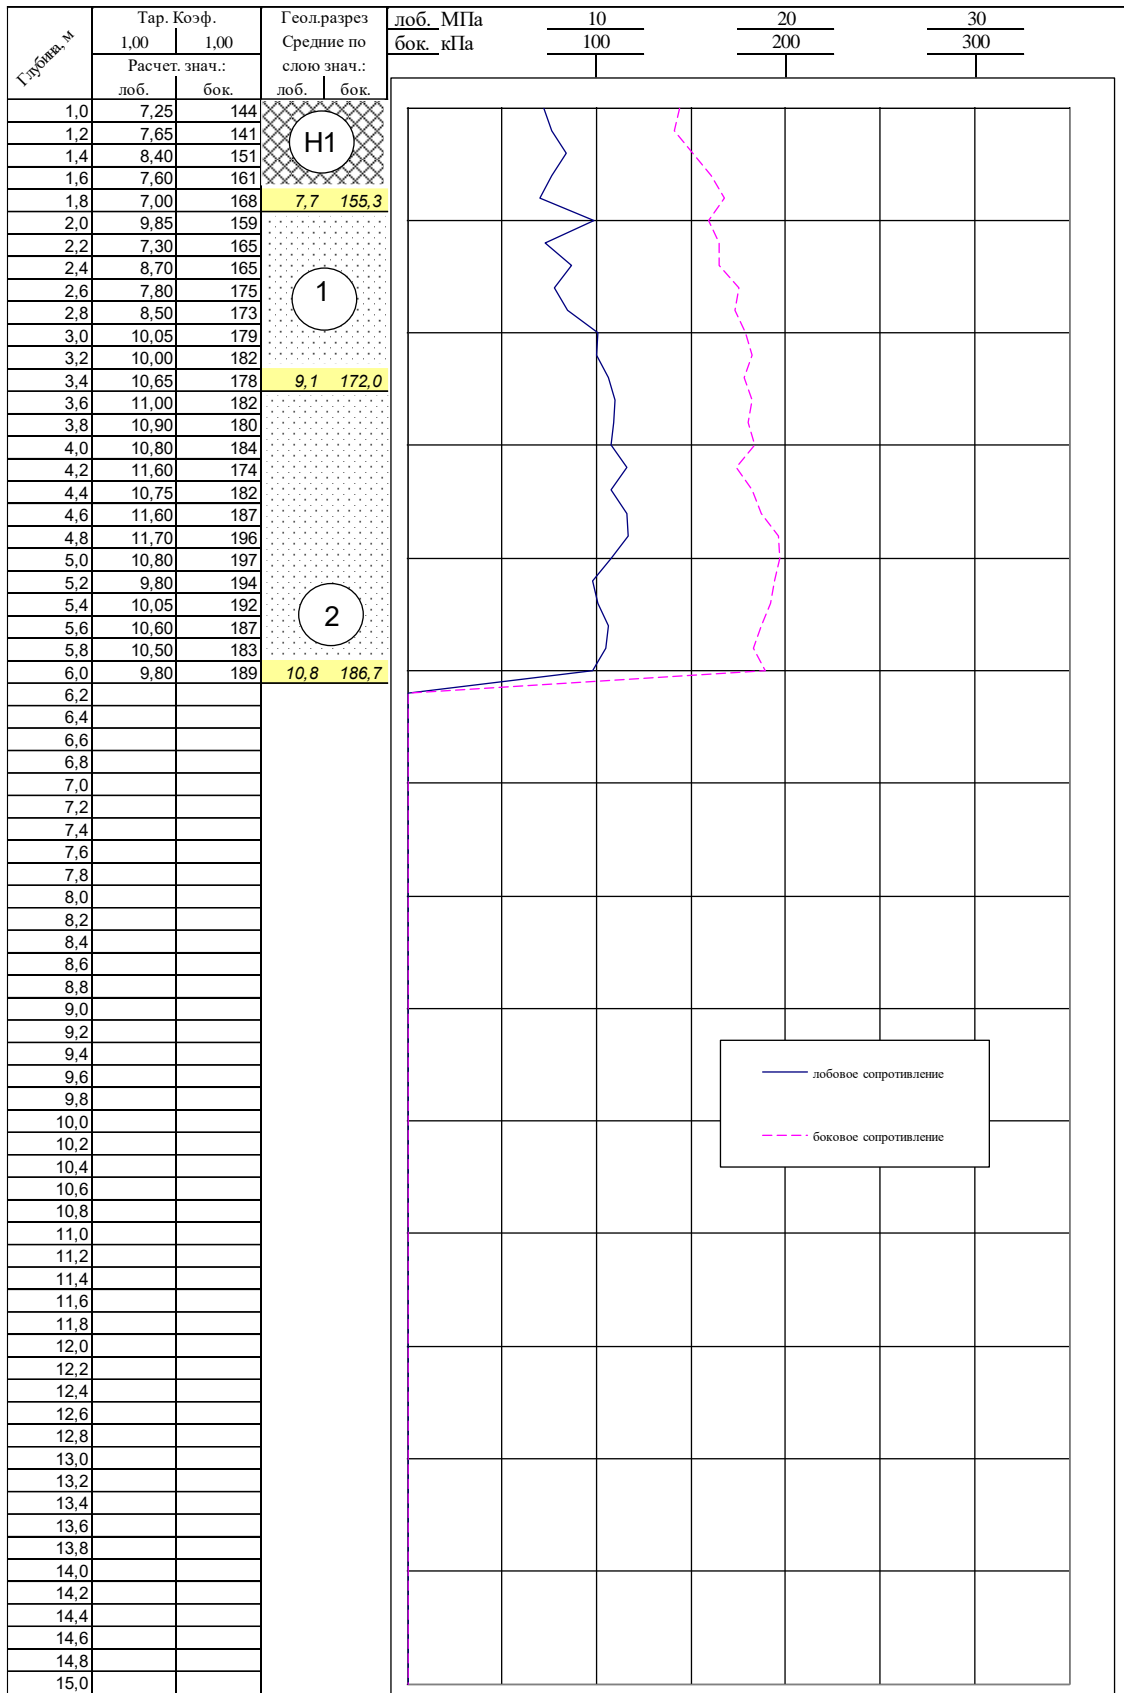 Глубина, м Тар. Коэф. Геол.разрез лоб. МПа 10 20 30
1,00 1,00 Средние по бок. кПа 100 200 300
Расчет. знач.: слою знач.:
лоб. бок. лоб. бок.
1,0 7,25 144
1,2 7,65 141
Н1
1,4 8,40 151
1,6 7,60 161
1,8 7,00 168 7,7 155,3
2,0 9,85 159
2,2 7,30 165
2,4 8,70 165
2,6 7,80 175
1
2,8 8,50 173
3,0 10,05 179
3,2 10,00 182
3,4 10,65 178 9,1 172,0
3,6 11,00 182
3,8 10,90 180
4,0 10,80 184
4,2 11,60 174
4,4 10,75 182
4,6 11,60 187
4,8 11,70 196
5,0 10,80 197
5,2 9,80 194
5,4 10,05 192
2
5,6 10,60 187
5,8 10,50 183
6,0 9,80 189 10,8 186,7
6,2
6,4
6,6
6,8
7,0
7,2
7,4
7,6
7,8
8,0
8,2
8,4
8,6
8,8
9,0
9,2
9,4
9,6 лобовое сопротивление
9,8
10,0
10,2 боковое сопротивление
10,4
10,6
10,8
11,0
11,2
11,4
11,6
11,8
12,0
12,2
12,4
12,6
12,8
13,0
13,2
13,4
13,6
13,8
14,0
14,2
14,4
14,6
14,8
15,0